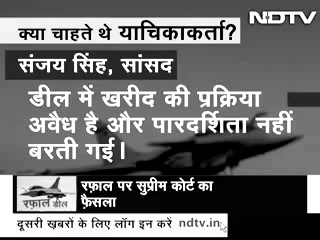 NDTV
क्या चाहते थे याचिकाकर्ता?
संजय सिंह, सांसद
डील में खरीद की प्रक्रिया
अवैध है और पारदर्शिता नहीं
बरती गई।
रफ़ाल डील
रफ़ाल पर सुप्रीम कोर्ट का
फ़ैसला
दूसरी ख़बरों के लिए लॉग इन करें ndtv.in